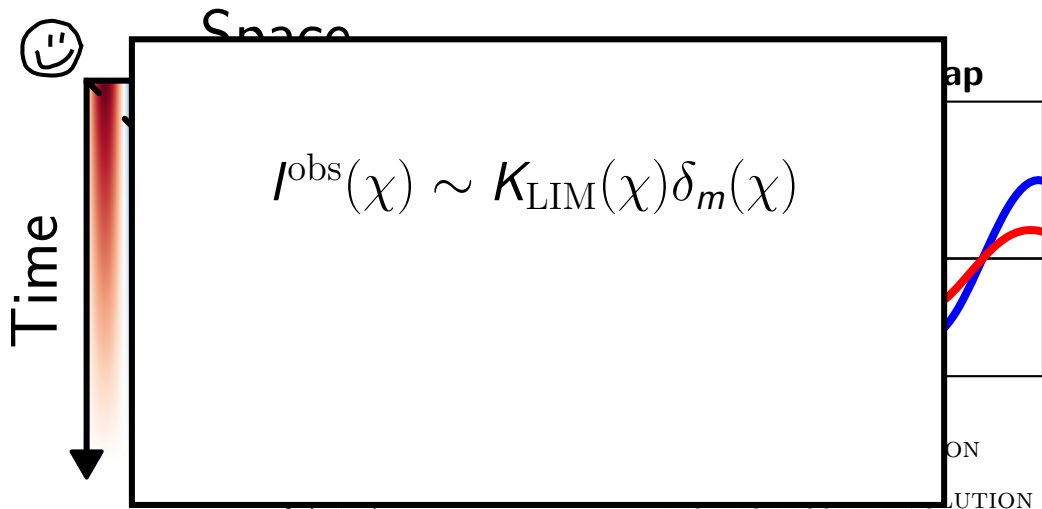 Space
ap
I^obs(χ) ∼ K_LIM(χ)δ_m(χ)
Time
ON
LUTION